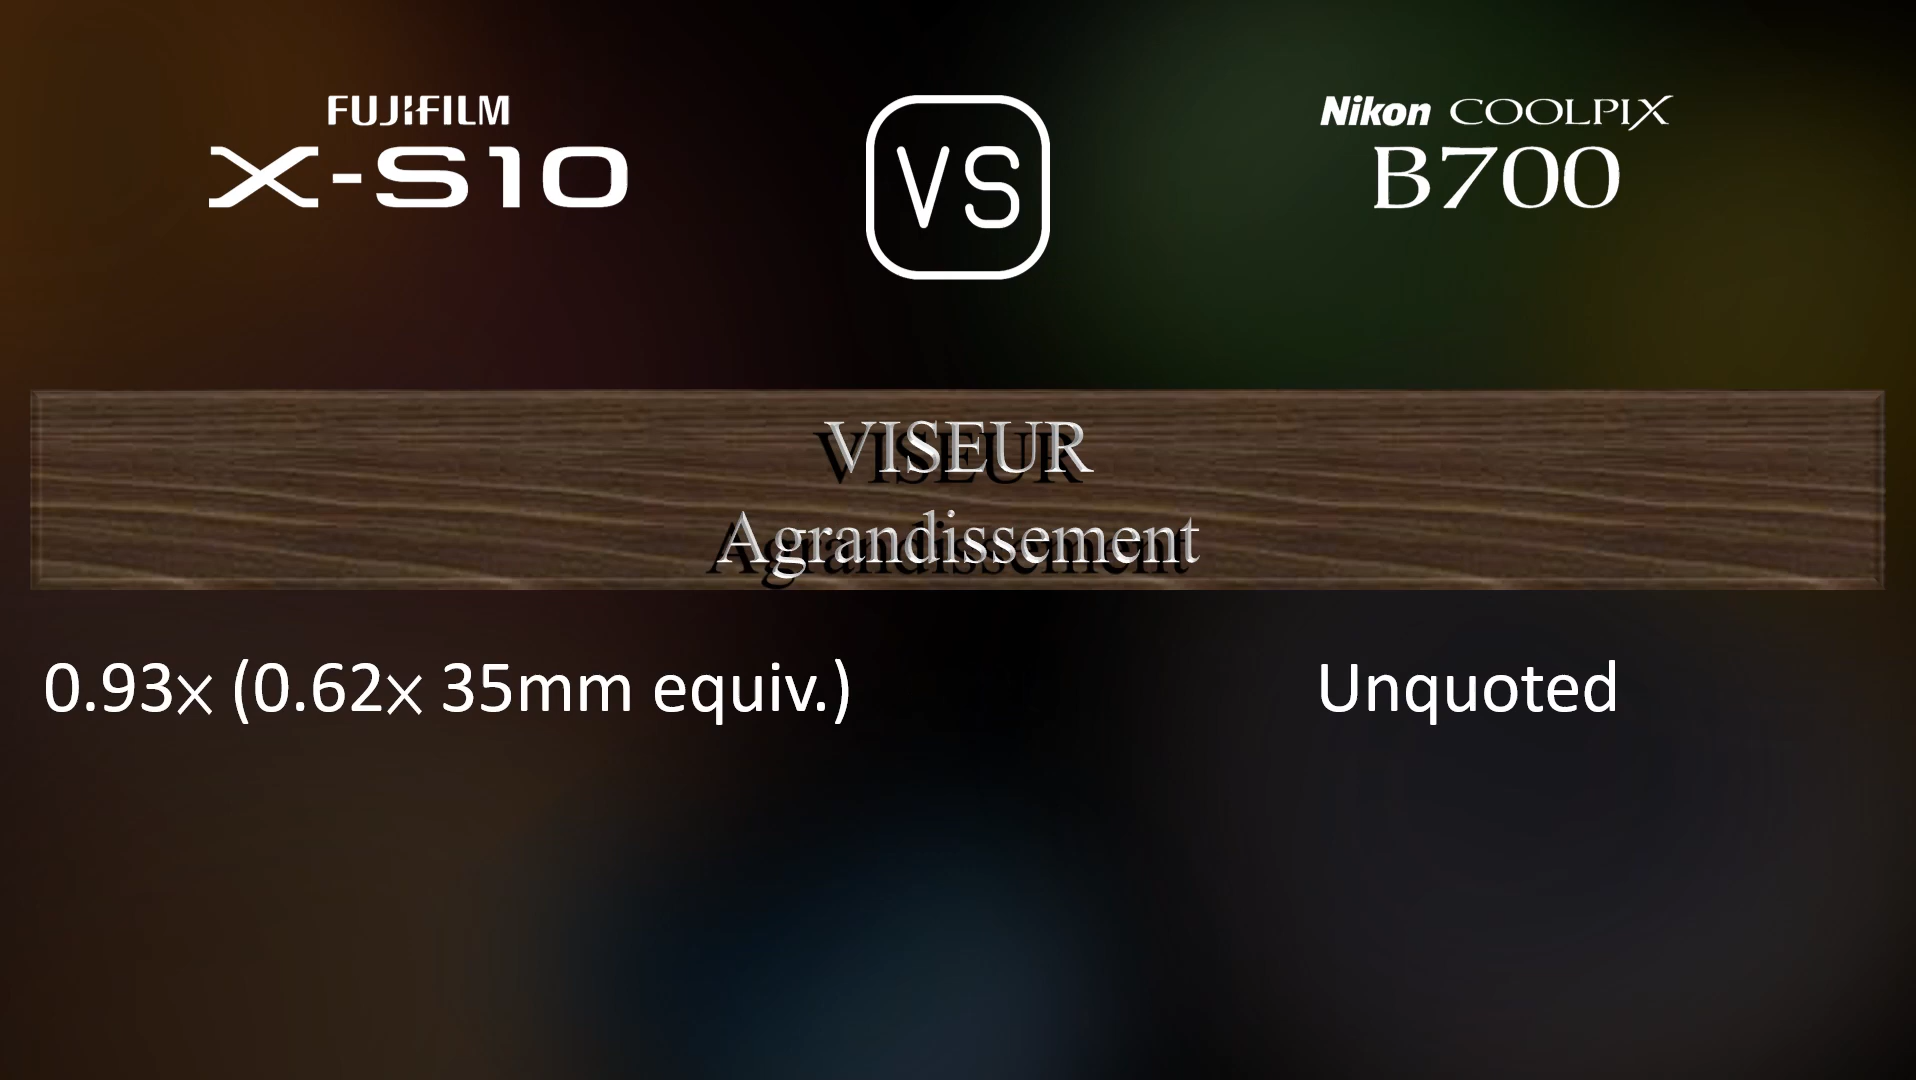 FUJIFILM
X-S10
VS
Nikon COOLPIX
B700
VISEUR
Agrandissement
0.93x (0.62x 35mm equiv.)
Unquoted